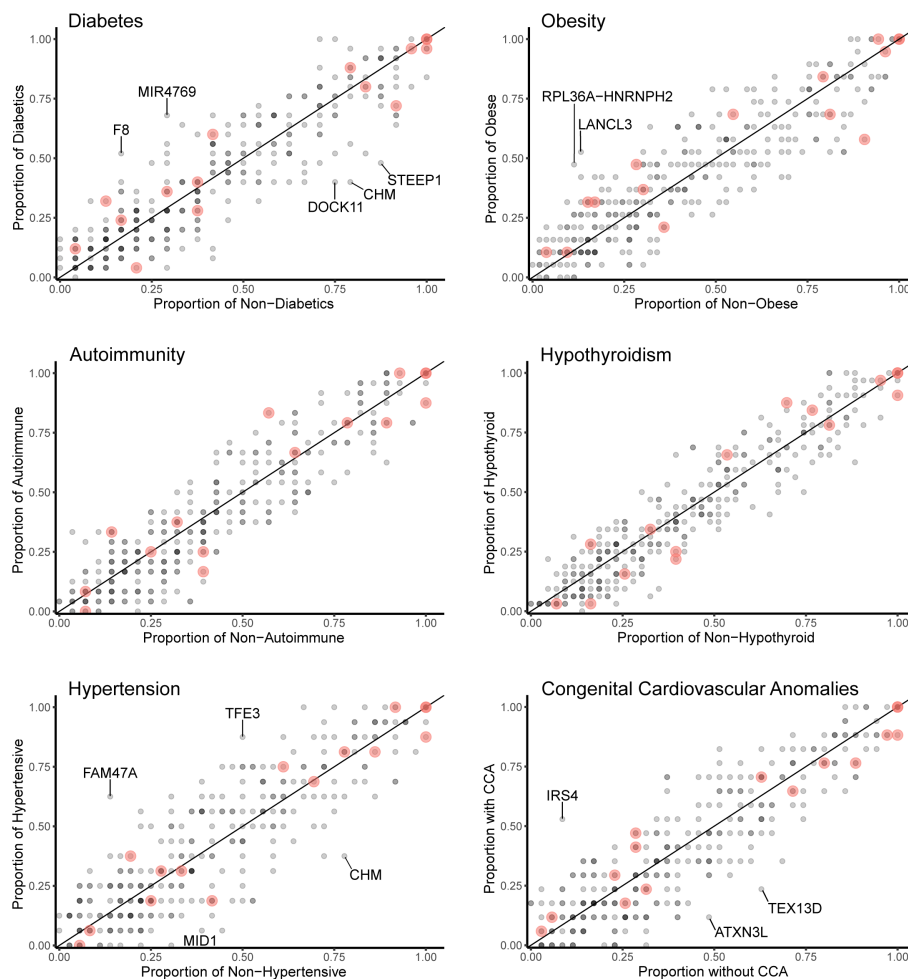 Diabetes
1.00
0.75
0.50
0.25
0.00
Proportion of Diabetics
MIR4769
F8
STEEP1
CHM
DOCK11
0.00 0.25 0.50 0.75 1.00
Proportion of Non−Diabetics
Obesity
1.00
0.75
0.50
0.25
0.00
Proportion of Obese
RPL36A−HNRNPH2
LANCL3
0.00 0.25 0.50 0.75 1.00
Proportion of Non−Obese
Autoimmunity
1.00
0.75
0.50
0.25
0.00
Proportion of Autoimmune
0.00 0.25 0.50 0.75 1.00
Proportion of Non−Autoimmune
Hypothyroidism
1.00
0.75
0.50
0.25
0.00
Proportion of Hypothyroid
0.00 0.25 0.50 0.75 1.00
Proportion of Non−Hypothyroid
Hypertension
1.00
0.75
0.50
0.25
0.00
Proportion of Hypertensive
TFE3
FAM47A
CHM
MID1
0.00 0.25 0.50 0.75 1.00
Proportion of Non−Hypertensive
Congenital Cardiovascular Anomalies
1.00
0.75
0.50
0.25
0.00
Proportion with CCA
IRS4
TEX13D
ATXN3L
0.00 0.25 0.50 0.75 1.00
Proportion without CCA